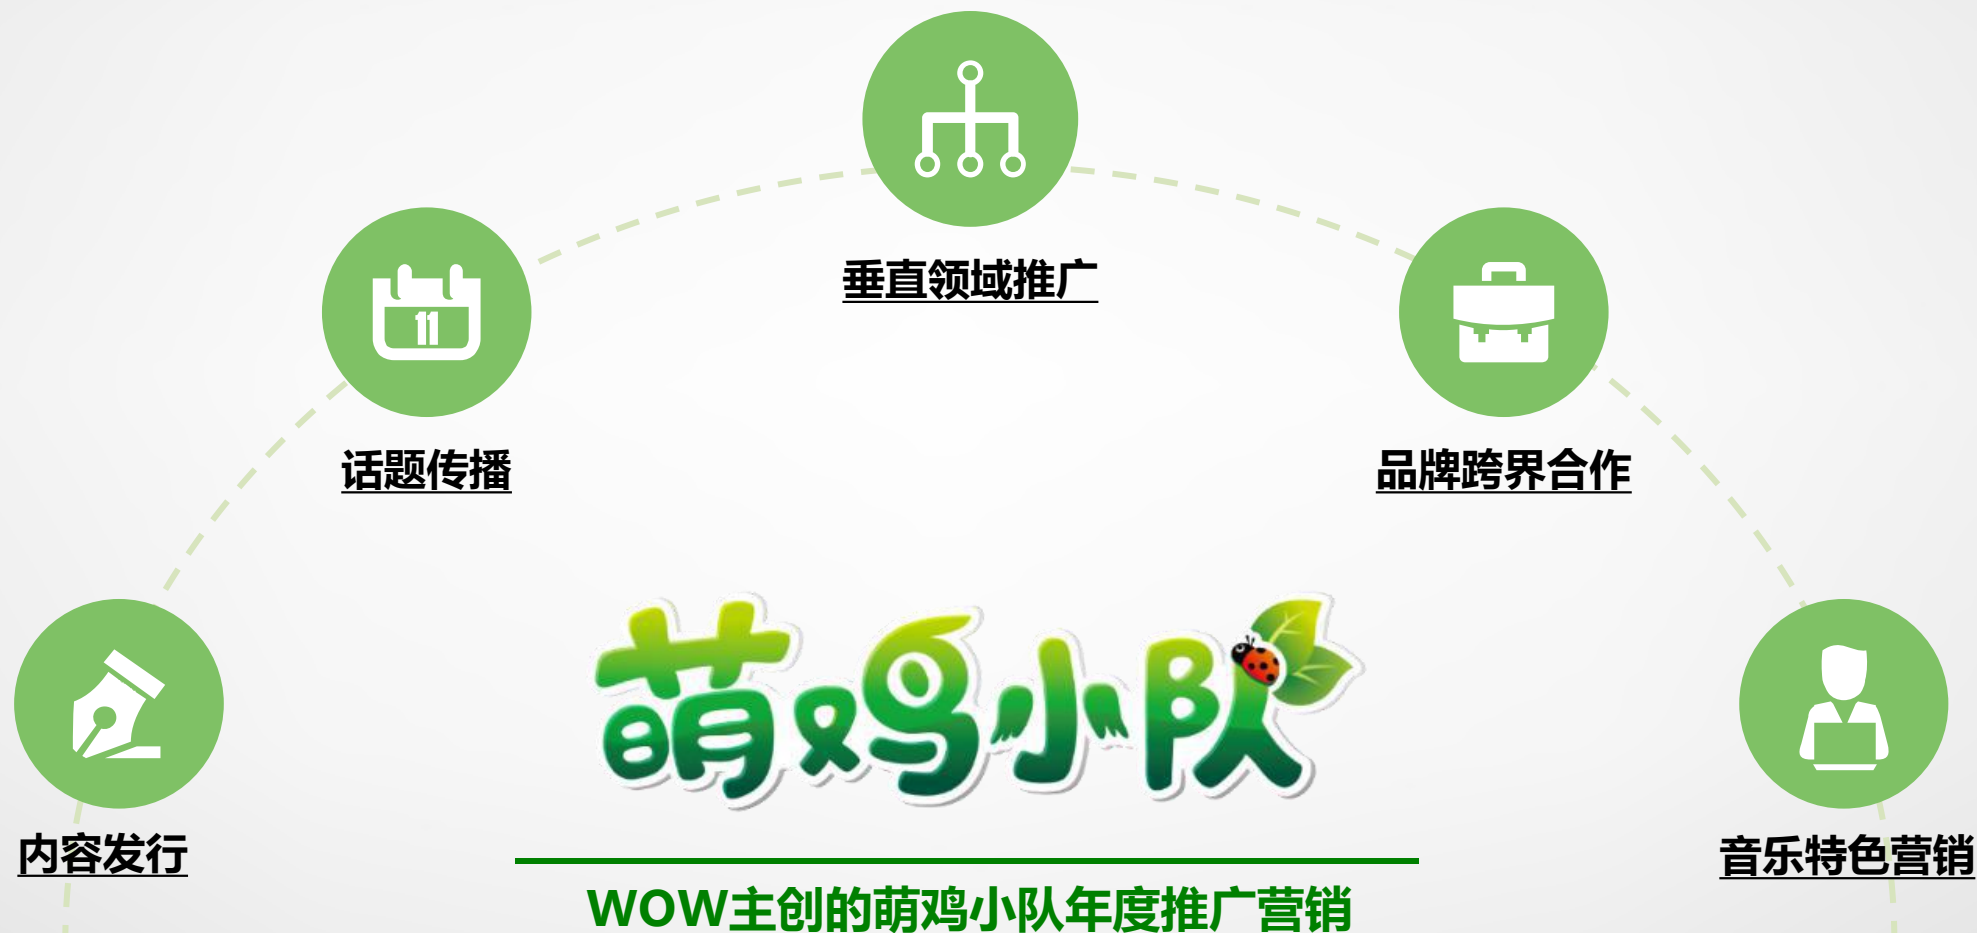 垂直领域推广
11
话题传播
品牌跨界合作
内容发行
音乐特色营销
萌鸡小队
WOW主创的萌鸡小队年度推广营销